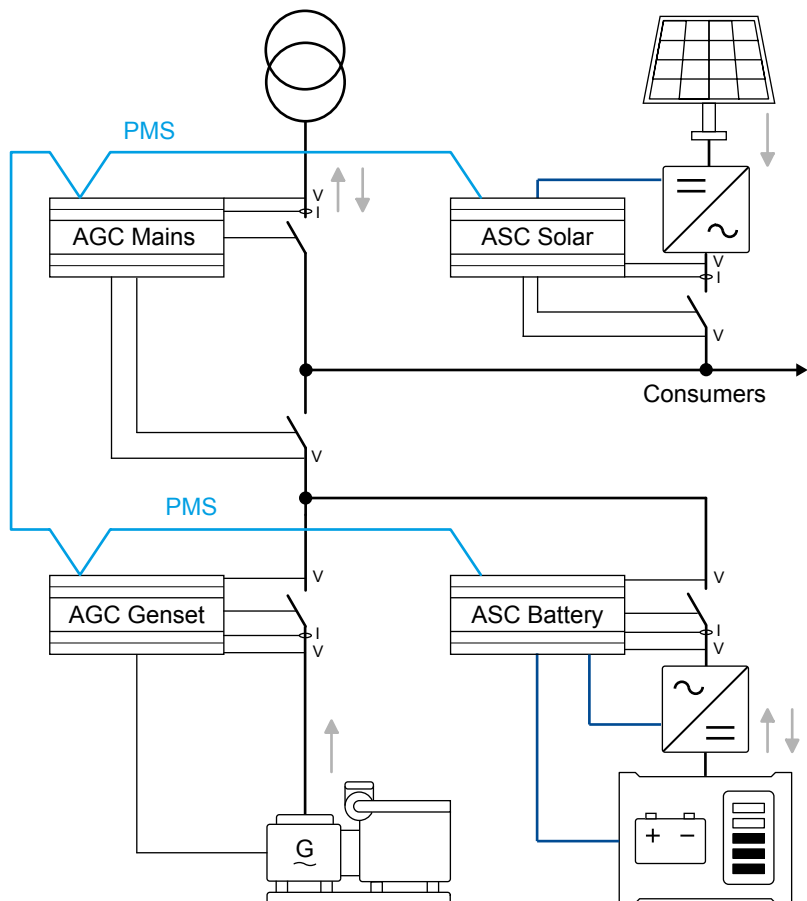 PMS
V
I
AGC Mains
ASC Solar
V
I
V
Consumers
V
PMS
V
V
AGC Genset
I
V
ASC Battery
I
V
G
+ −